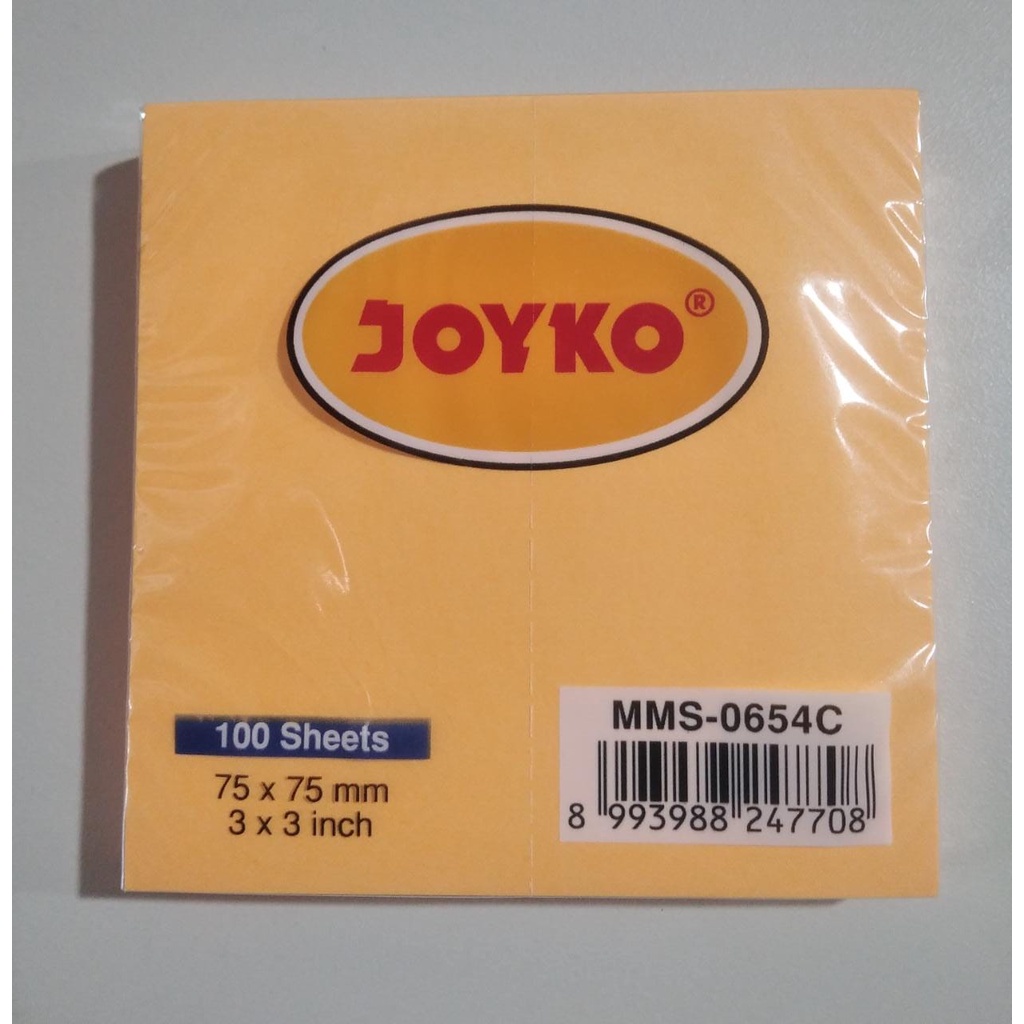 JOYKO®
100 Sheets
75 x 75 mm
3 x 3 inch
MMS-0654C
8 993988 247708